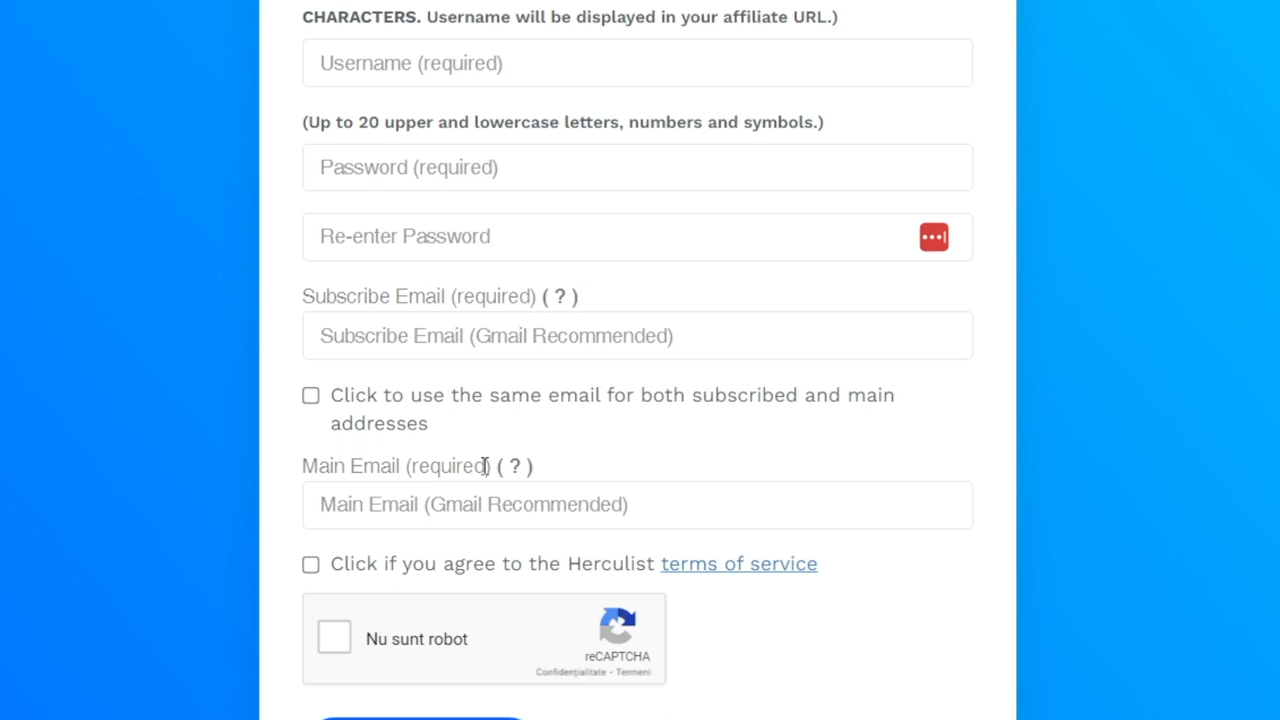 CHARACTERS. Username will be displayed in your affiliate URL.)
Username (required)
(Up to 20 upper and lowercase letters, numbers and symbols.)
Password (required)
Re-enter Password
Subscribe Email (required) ( ? )
Subscribe Email (Gmail Recommended)
Click to use the same email for both subscribed and main
addresses
Main Email (required) ( ? )
Main Email (Gmail Recommended)
Click if you agree to the Herculist terms of service
Nu sunt robot
reCAPTCHA
Confidențialitate - Termeni